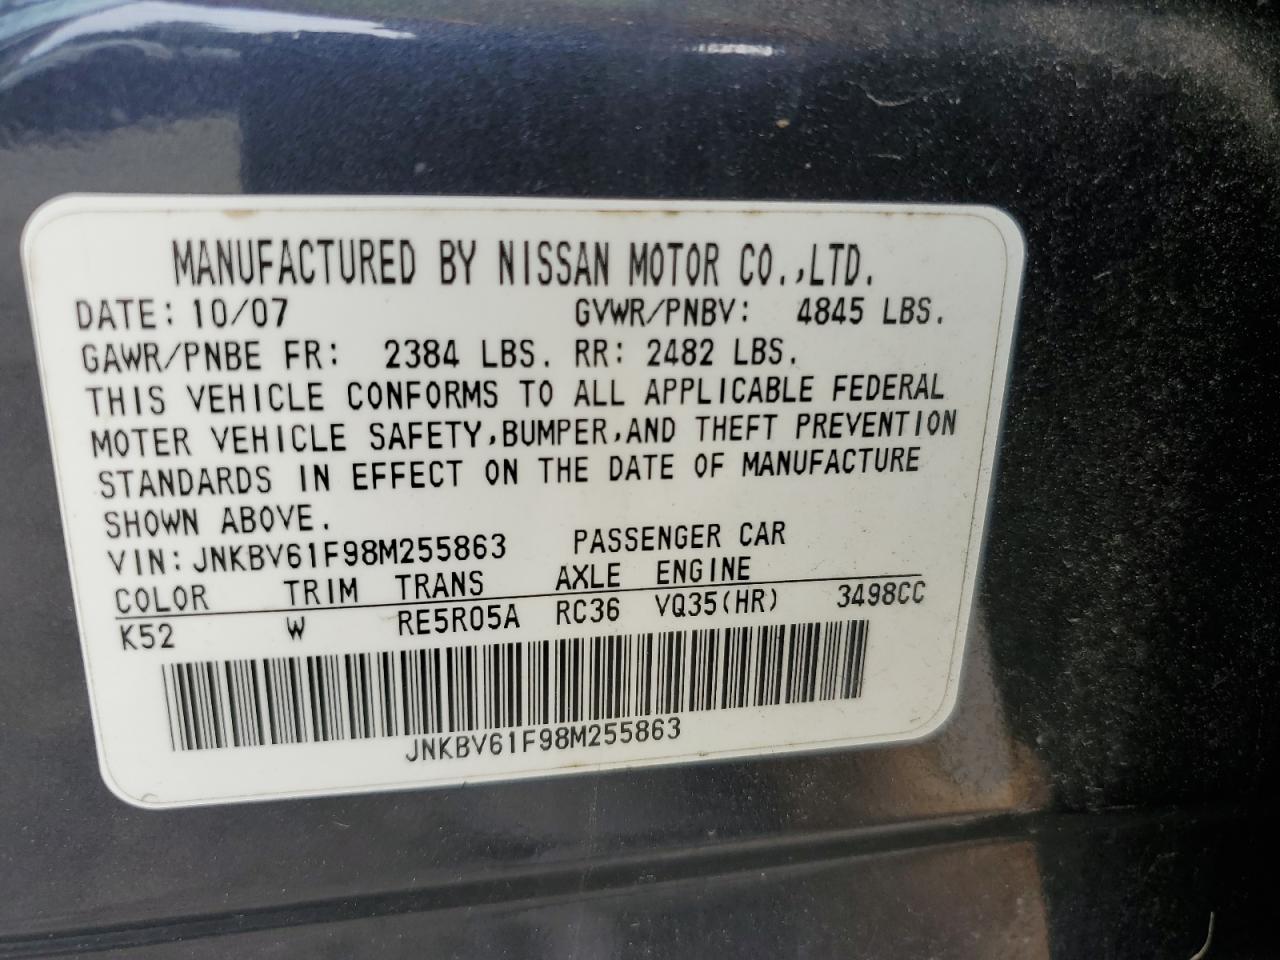 MANUFACTURED BY NISSAN MOTOR CO.,LTD.
DATE: 10/07 GVWR/PNBV: 4845 LBS.
GAWR/PNBE FR: 2384 LBS. RR: 2482 LBS.
THIS VEHICLE CONFORMS TO ALL APPLICABLE FEDERAL
MOTER VEHICLE SAFETY,BUMPER,AND THEFT PREVENTION
STANDARDS IN EFFECT ON THE DATE OF MANUFACTURE
SHOWN ABOVE.
VIN:JNKBV61F98M255863 PASSENGER CAR
COLOR TRIM TRANS AXLE ENGINE
K52 W RE5R05A RC36 VQ35(HR) 3498CC
JNKBV61F98M255863